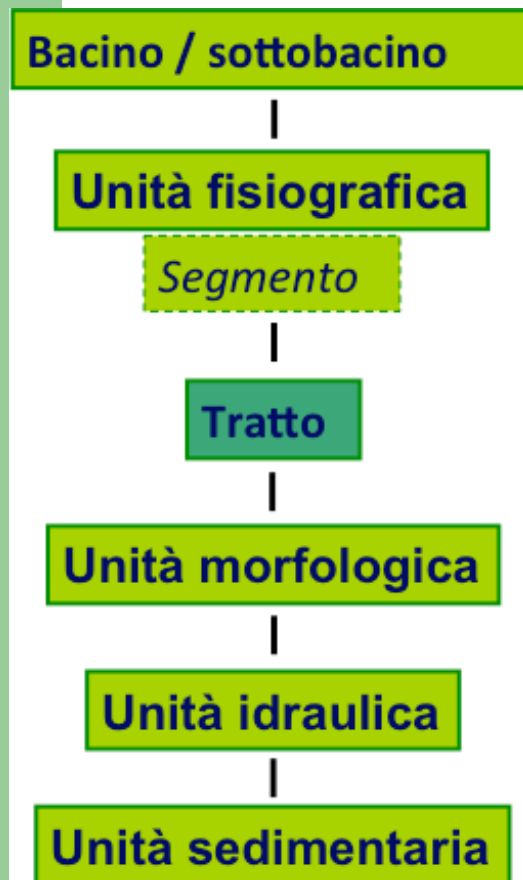 Bacino / sottobacino
Unità fisiografica
Segmento
Tratto
Unità morfologica
Unità idraulica
Unità sedimentaria